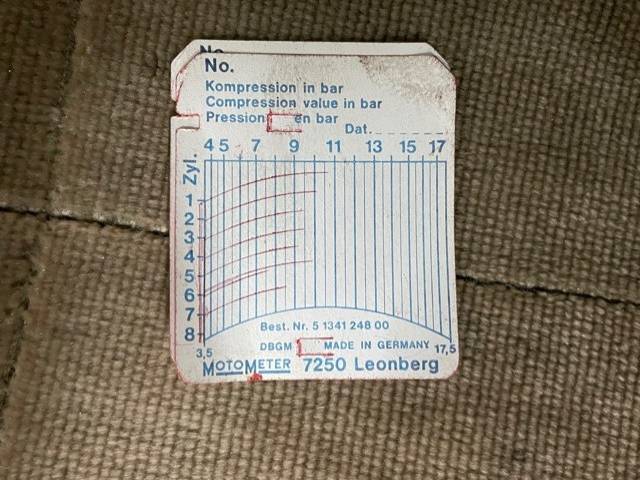 No.
No.
Kompression in bar
Compression value in bar
Pression en bar
Dat.
4 5 7 9 11 13 15 17
Zyl.
1
2
3
4
5
6
7
8
3,5
17,5
Best. Nr. 5 1341 248 00
DBGM MADE IN GERMANY
MOTOMETER 7250 Leonberg